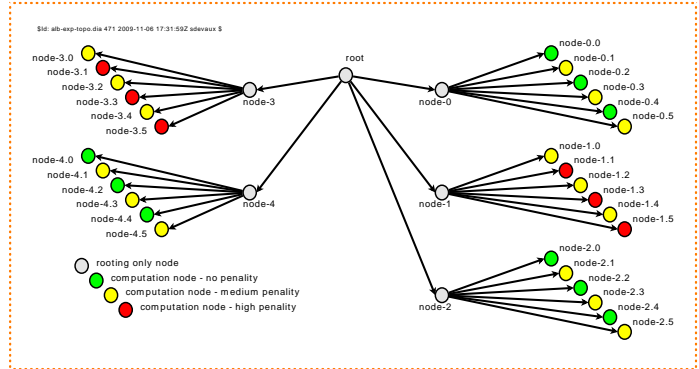 $Id: alb-exp-topo.dia 471 2009-11-06 17:31:59Z sdevaux $
root
node-3.0
node-3.1
node-3.2
node-3.3
node-3.4
node-3.5
node-3
node-0.0
node-0.1
node-0.2
node-0.3
node-0.4
node-0.5
node-0
node-4.0
node-4.1
node-4.2
node-4.3
node-4.4
node-4.5
node-4
node-1.0
node-1.1
node-1.2
node-1.3
node-1.4
node-1.5
node-1
node-2.0
node-2.1
node-2.2
node-2.3
node-2.4
node-2.5
node-2
rooting only node
computation node - no penality
computation node - medium penality
computation node - high penality